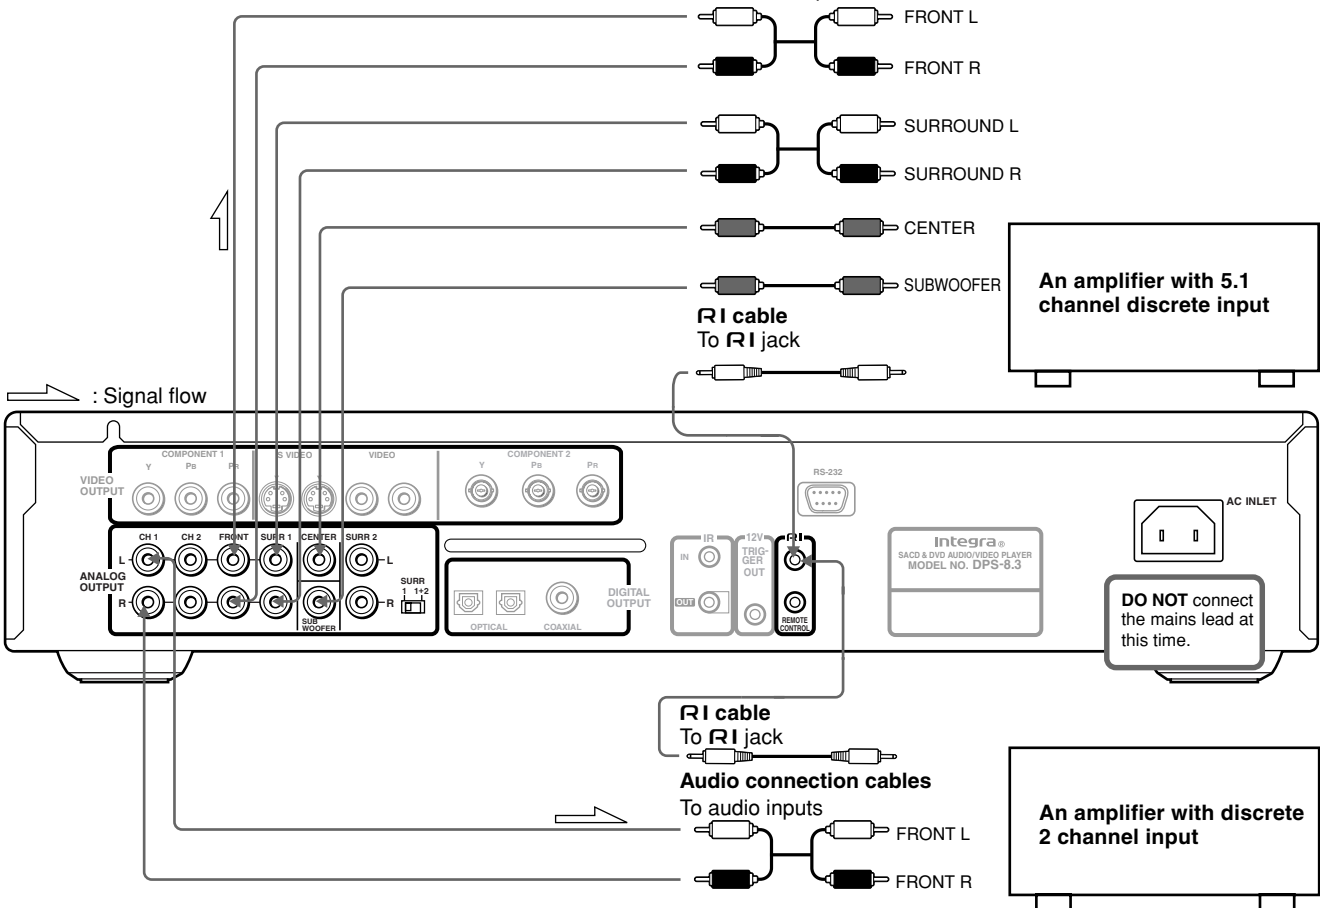 FRONT L
FRONT R
SURROUND L
SURROUND R
CENTER
SUBWOOFER
An amplifier with 5.1
channel discrete input
RI cable
To RI jack
: Signal flow
COMPONENT 1
S VIDEO
VIDEO
COMPONENT 2
Y
PB
PR
Y
PB
PR
VIDEO
OUTPUT
RS-232
AC INLET
CH 1
CH 2
FRONT
SURR 1
CENTER
SURR 2
L
L
ANALOG
OUTPUT
R
R
SURR
1 1+2
SUB
WOOFER
OPTICAL
COAXIAL
DIGITAL
OUTPUT
IR
IN
OUT
12V
TRIG-
GER
OUT
RI
REMOTE
CONTROL
Integra®
SACD & DVD AUDIO/VIDEO PLAYER
MODEL NO. DPS-8.3
DO NOT connect
the mains lead at
this time.
RI cable
To RI jack
Audio connection cables
To audio inputs
FRONT L
FRONT R
An amplifier with discrete
2 channel input